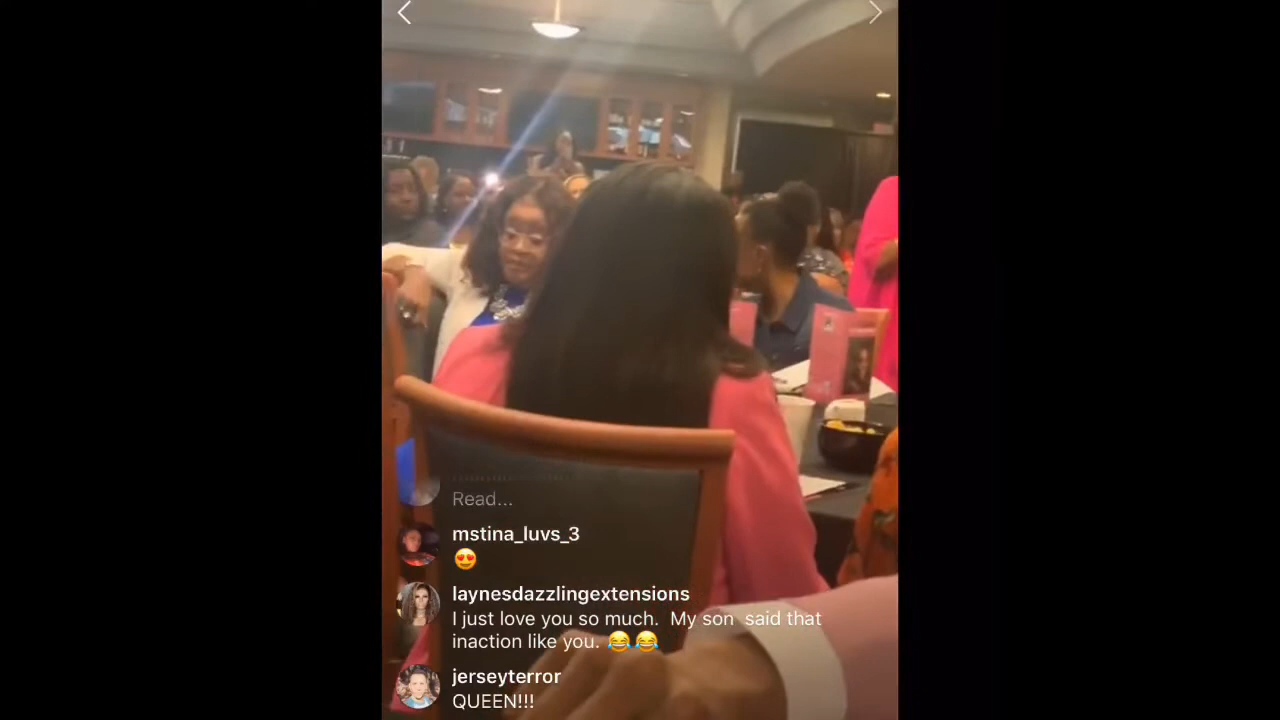 Read...
mstina_luvs_3
😍
laynesdazzlingextensions
I just love you so much.  My son  said that
inaction like you. 😂😂
jerseyterror
QUEEN!!!